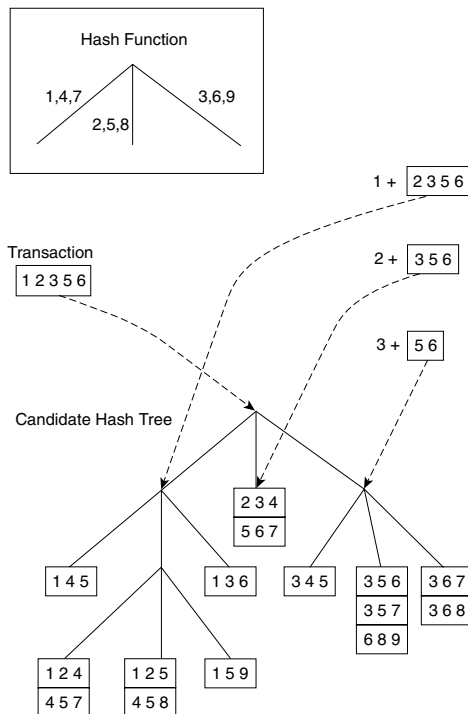 Hash Function
1,4,7
3,6,9
2,5,8
1 + 2 3 5 6
Transaction
2 + 3 5 6
1 2 3 5 6
3 + 5 6
Candidate Hash Tree
2 3 4
5 6 7
1 4 5
1 3 6
3 4 5
3 5 6
3 6 7
3 5 7
3 6 8
6 8 9
1 2 4
1 2 5
1 5 9
4 5 7
4 5 8